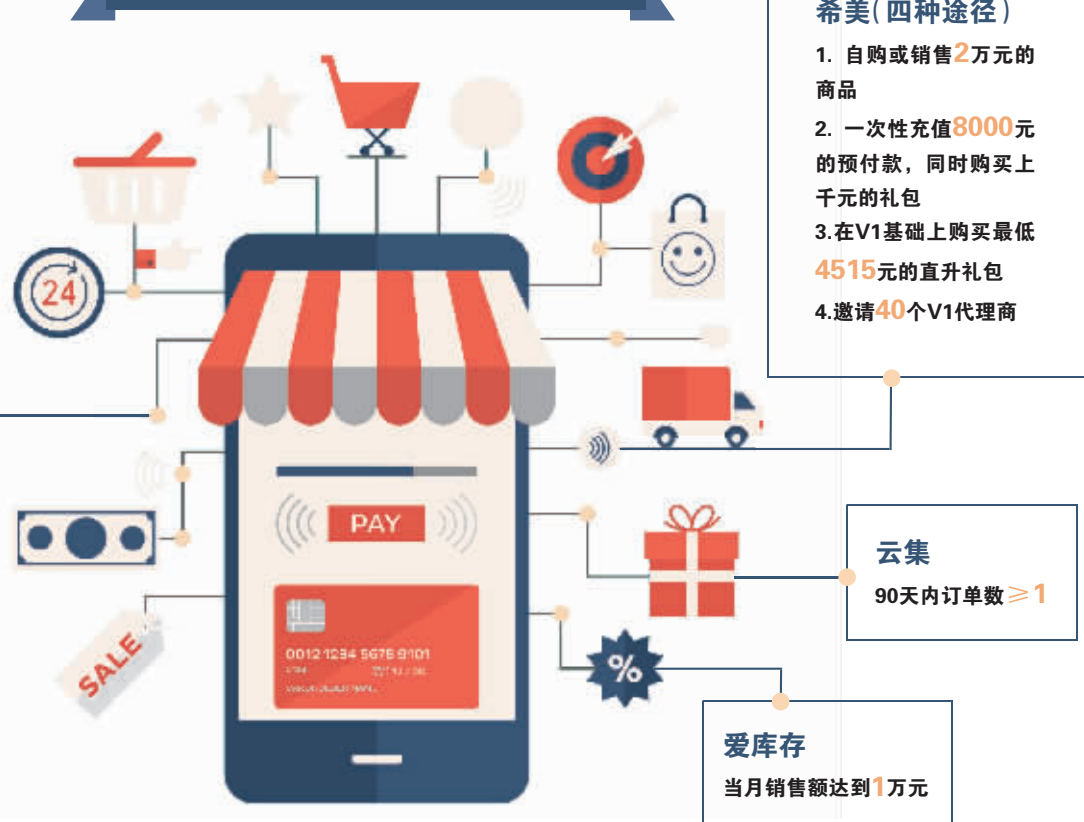 希美(四种途径)
1. 自购或销售2万元的
商品
2. 一次性充值8000元
的预付款，同时购买上
千元的礼包
3.在V1基础上购买最低
4515元的直升礼包
4.邀请40个V1代理商
24
PAY
0012 1234 5678 9101
SALE
%
云集
90天内订单数≥1
爱库存
当月销售额达到1万元